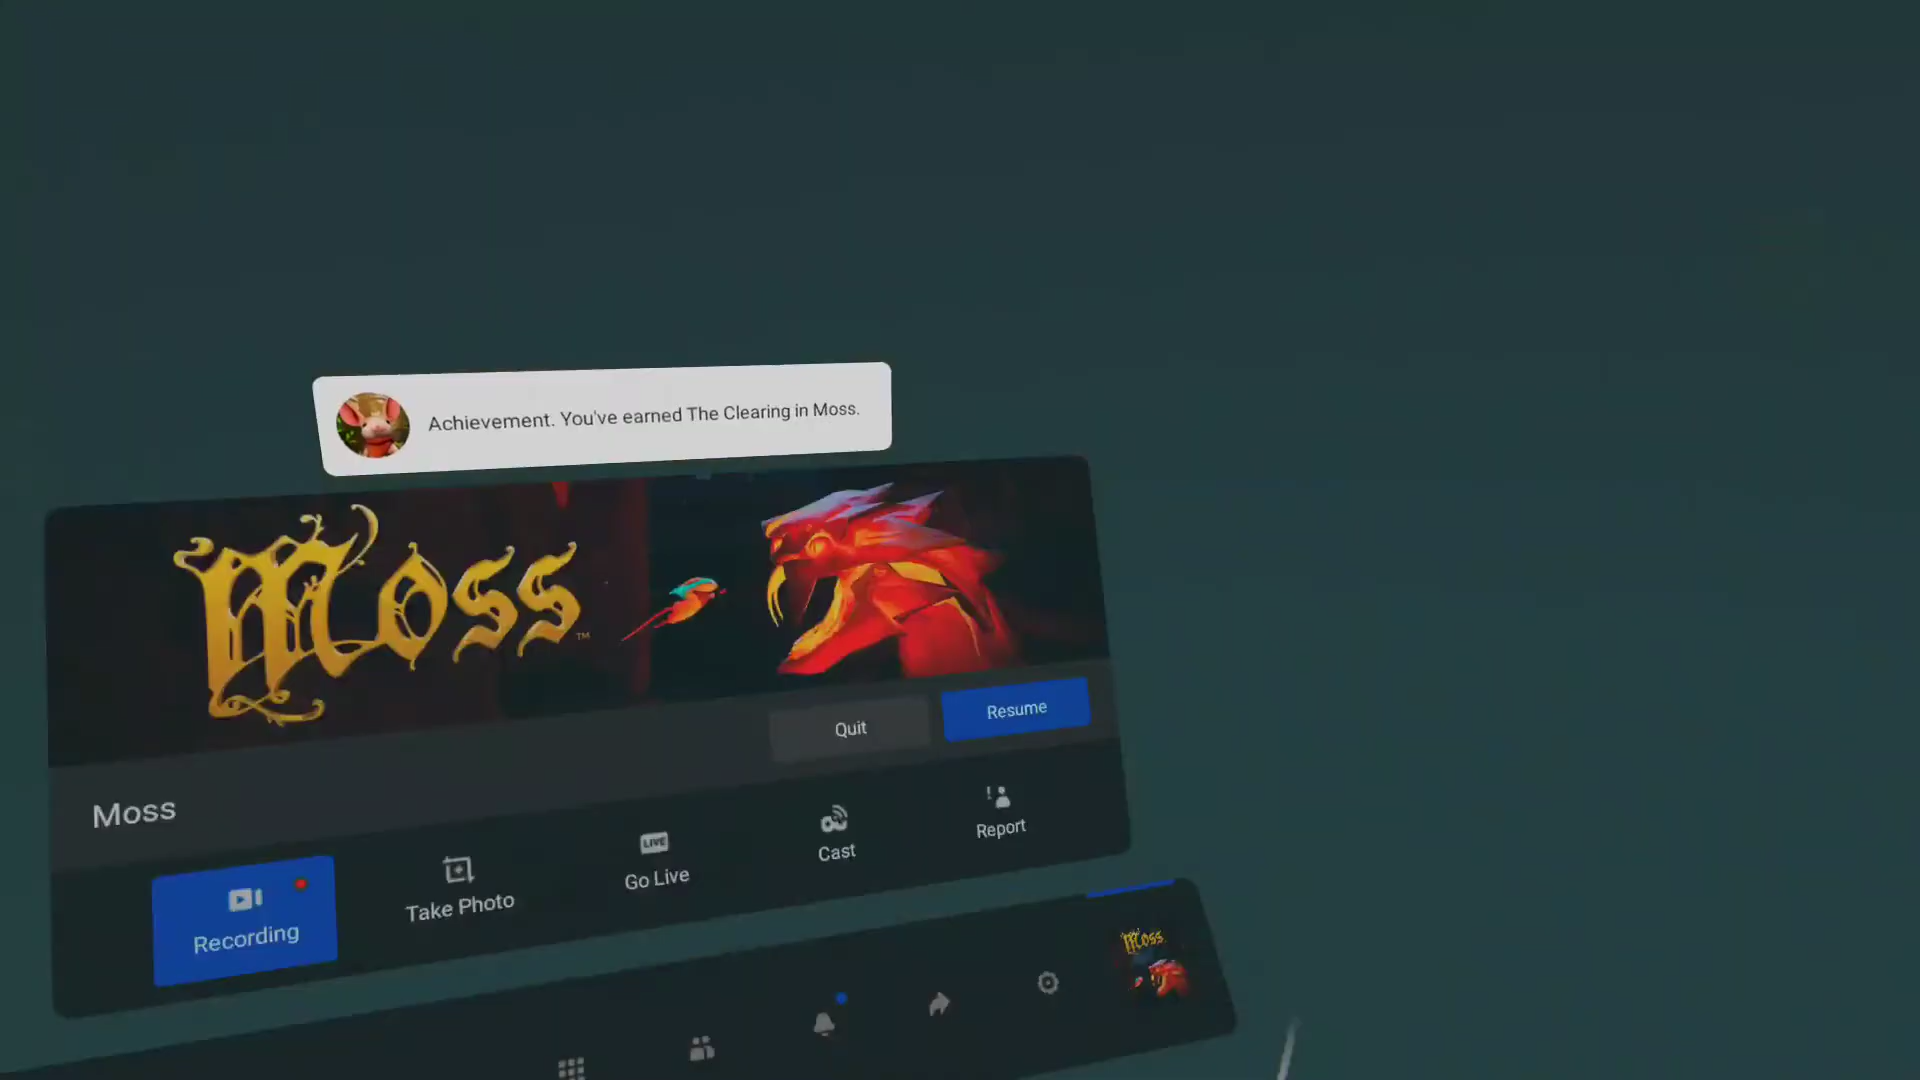 Achievement. You've earned The Clearing in Moss.
Moss™
Quit
Resume
Moss
Recording
Take Photo
Go Live
LIVE
Cast
Report
Moss